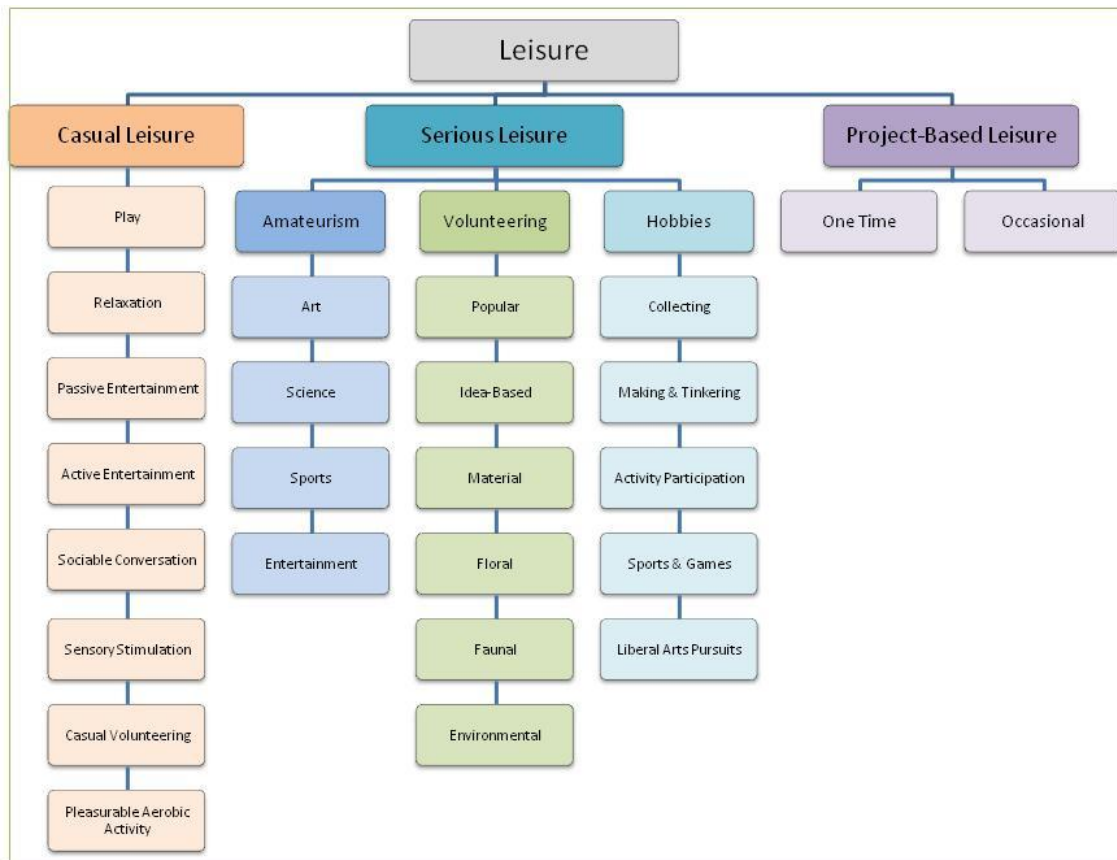 Leisure
Casual Leisure
Serious Leisure
Project-Based Leisure
Play
Relaxation
Passive Entertainment
Active Entertainment
Sociable Conversation
Sensory Stimulation
Casual Volunteering
Pleasurable Aerobic
Activity
Amateurism
Art
Science
Sports
Entertainment
Volunteering
Popular
Idea-Based
Material
Floral
Faunal
Environmental
Hobbies
Collecting
Making & Tinkering
Activity Participation
Sports & Games
Liberal Arts Pursuits
One Time
Occasional